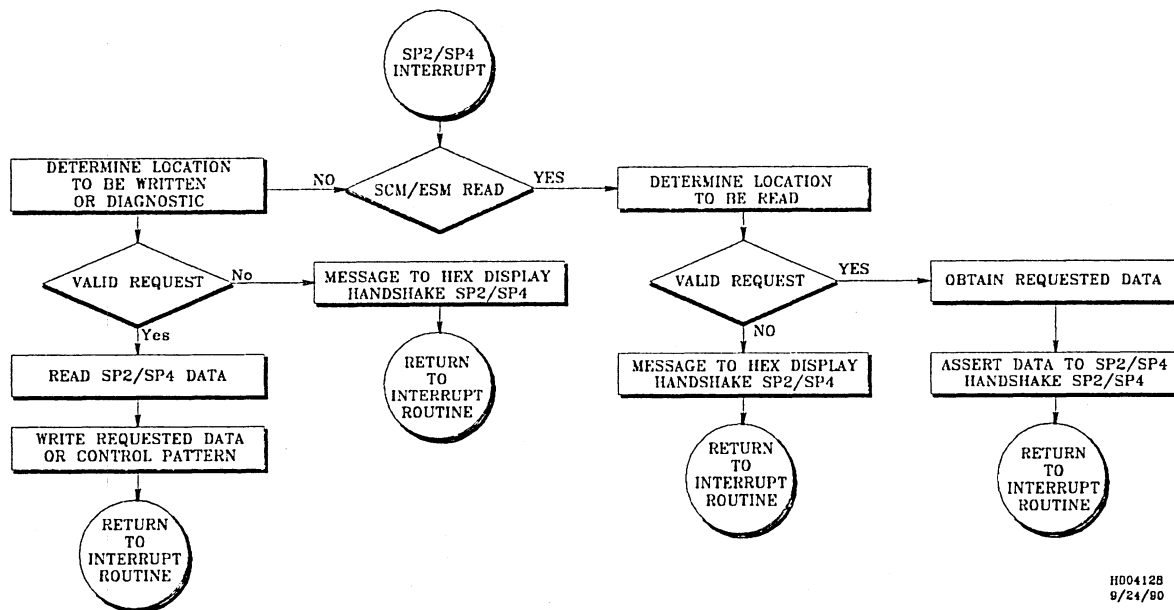 SP2/SP4
INTERRUPT
SCM/ESM READ
NO
YES
DETERMINE LOCATION
TO BE WRITTEN
OR DIAGNOSTIC
VALID REQUEST
No
MESSAGE TO HEX DISPLAY
HANDSHAKE SP2/SP4
RETURN
TO
INTERRUPT
ROUTINE
Yes
READ SP2/SP4 DATA
WRITE REQUESTED DATA
OR CONTROL PATTERN
RETURN
TO
INTERRUPT
ROUTINE
DETERMINE LOCATION
TO BE READ
VALID REQUEST
YES
OBTAIN REQUESTED DATA
NO
MESSAGE TO HEX DISPLAY
HANDSHAKE SP2/SP4
ASSERT DATA TO SP2/SP4
HANDSHAKE SP2/SP4
RETURN
TO
INTERRUPT
ROUTINE
RETURN
TO
INTERRUPT
ROUTINE
H004128
9/24/90